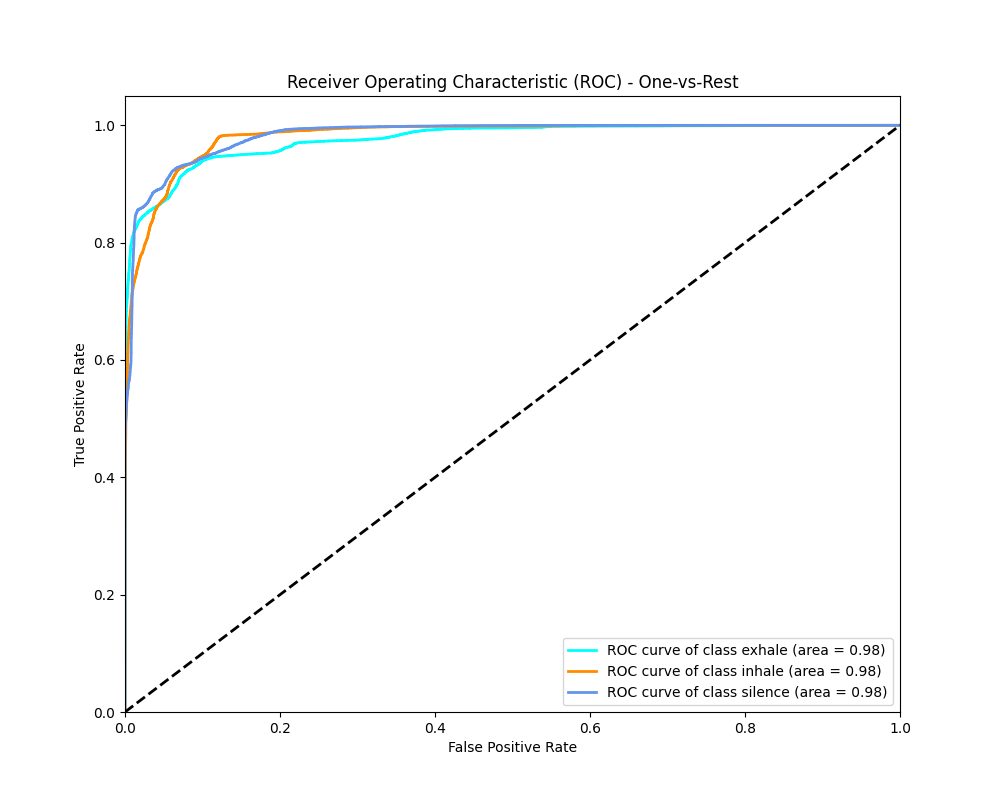 Receiver Operating Characteristic (ROC) - One-vs-Rest
1.0
0.8
0.6
0.4
0.2
0.0
True Positive Rate
ROC curve of class exhale (area = 0.98)
ROC curve of class inhale (area = 0.98)
ROC curve of class silence (area = 0.98)
0.0 0.2 0.4 0.6 0.8 1.0
False Positive Rate